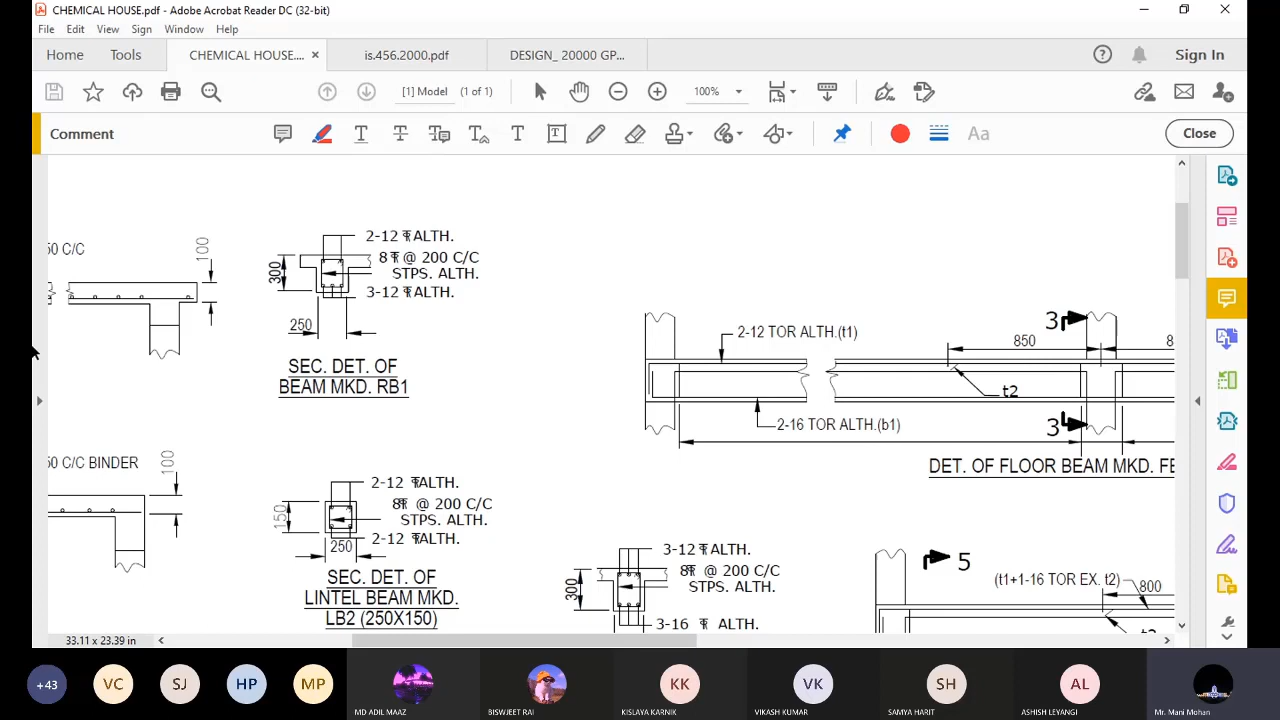 CHEMICAL HOUSE.pdf - Adobe Acrobat Reader DC (32-bit)
File Edit View Sign Window Help
Home Tools CHEMICAL HOUSE.... × is.456.2000.pdf DESIGN_ 20000 GP... Sign In
[1] Model (1 of 1) 100%
Comment Aa Close
50 C/C
100
2-12 ALTH.
8 @ 200 C/C
STPS. ALTH.
3-12 ALTH.
300
250
SEC. DET. OF
BEAM MKD. RB1
2-12 TOR ALTH.(t1)
3
850
8
t2
2-16 TOR ALTH.(b1)
3
DET. OF FLOOR BEAM MKD. FE
50 C/C BINDER
100
2-12 ALTH.
8 @ 200 C/C
STPS. ALTH.
2-12 ALTH.
150
250
SEC. DET. OF
LINTEL BEAM MKD.
LB2 (250X150)
3-12 ALTH.
8 @ 200 C/C
STPS. ALTH.
3-16 ALTH.
300
5
(t1+1-16 TOR EX. t2)
800
33.11 x 23.39 in
+43 VC SJ HP MP KK VK SH AL
MD ADIL MAAZ BISWJEET RAI KISLAYA KARNIK VIKASH KUMAR SAMYA HARIT ASHISH LEYANGI Mr. Mani Mohan